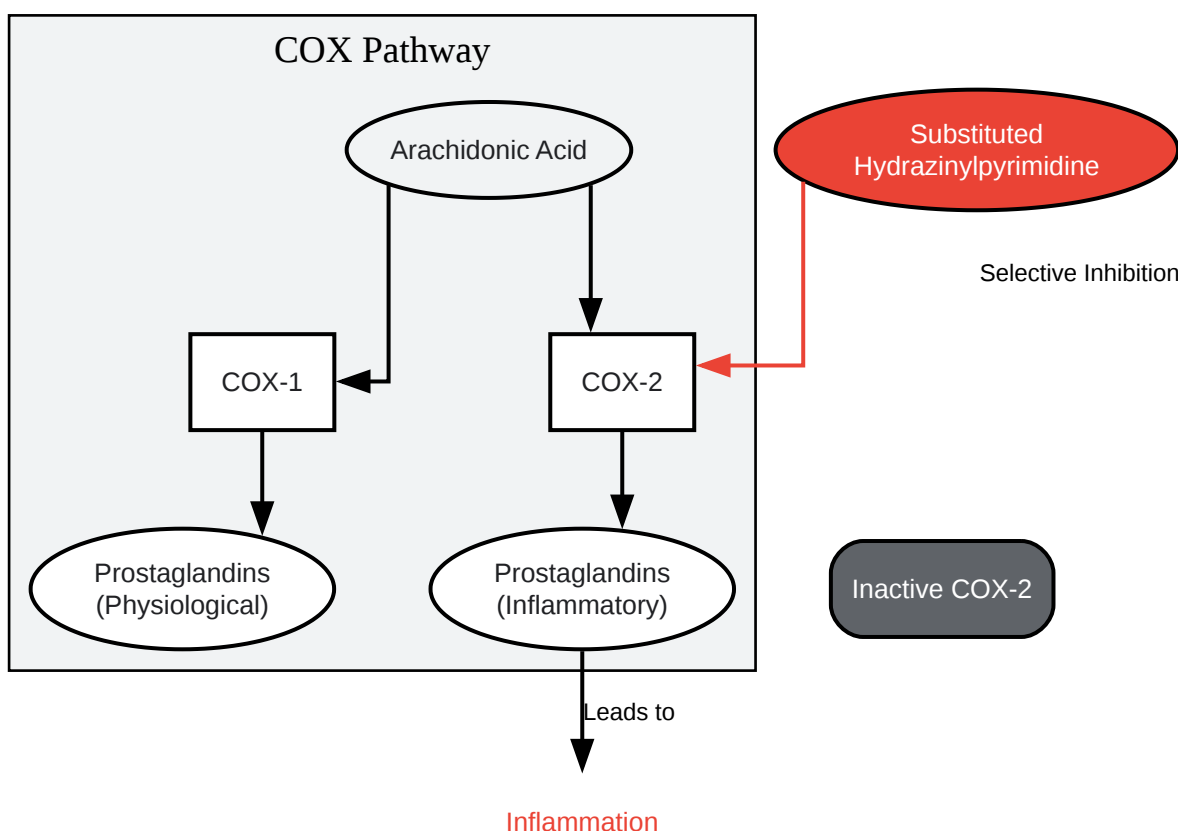 COX Pathway
Arachidonic Acid
Substituted
Hydrazinylpyrimidine
Selective Inhibition
COX-1
COX-2
Prostaglandins
(Physiological)
Prostaglandins
(Inflammatory)
Inactive COX-2
Leads to
Inflammation